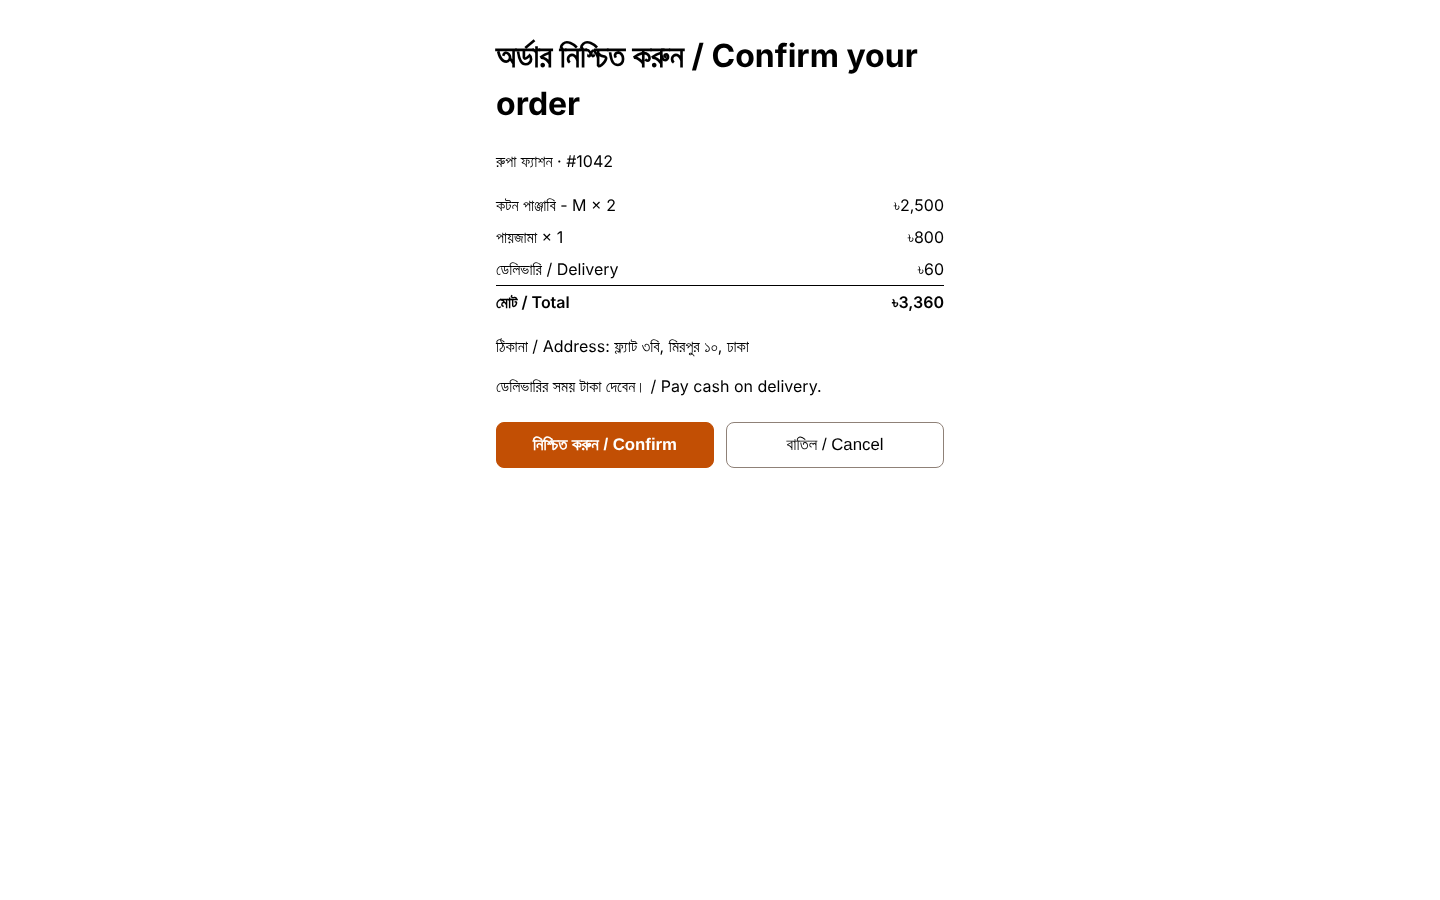 অর্ডার নিশ্চিত করুন / Confirm your
order
রুপা ফ্যাশন · #1042
কটন পাঞ্জাবি - M × 2 ৳2,500
পায়জামা × 1 ৳800
ডেলিভারি / Delivery ৳60
মোট / Total ৳3,360
ঠিকানা / Address: ফ্ল্যাট ৩বি, মিরপুর ১০, ঢাকা
ডেলিভারির সময় টাকা দেবেন। / Pay cash on delivery.
নিশ্চিত করুন / Confirm বাতিল / Cancel